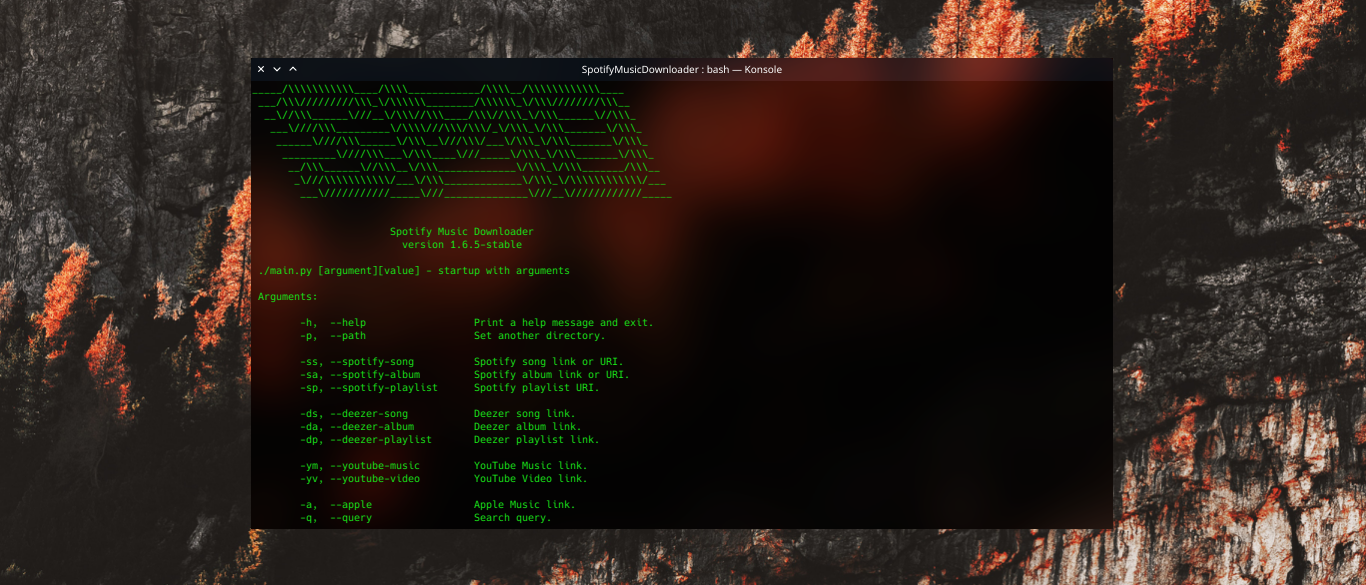 SpotifyMusicDownloader : bash — Konsole
Spotify Music Downloader
version 1.6.5-stable
./main.py [argument][value] - startup with arguments
Arguments:
-h, --help Print a help message and exit.
-p, --path Set another directory.
-ss, --spotify-song Spotify song link or URI.
-sa, --spotify-album Spotify album link or URI.
-sp, --spotify-playlist Spotify playlist URI.
-ds, --deezer-song Deezer song link.
-da, --deezer-album Deezer album link.
-dp, --deezer-playlist Deezer playlist link.
-ym, --youtube-music YouTube Music link.
-yv, --youtube-video YouTube Video link.
-a, --apple Apple Music link.
-q, --query Search query.